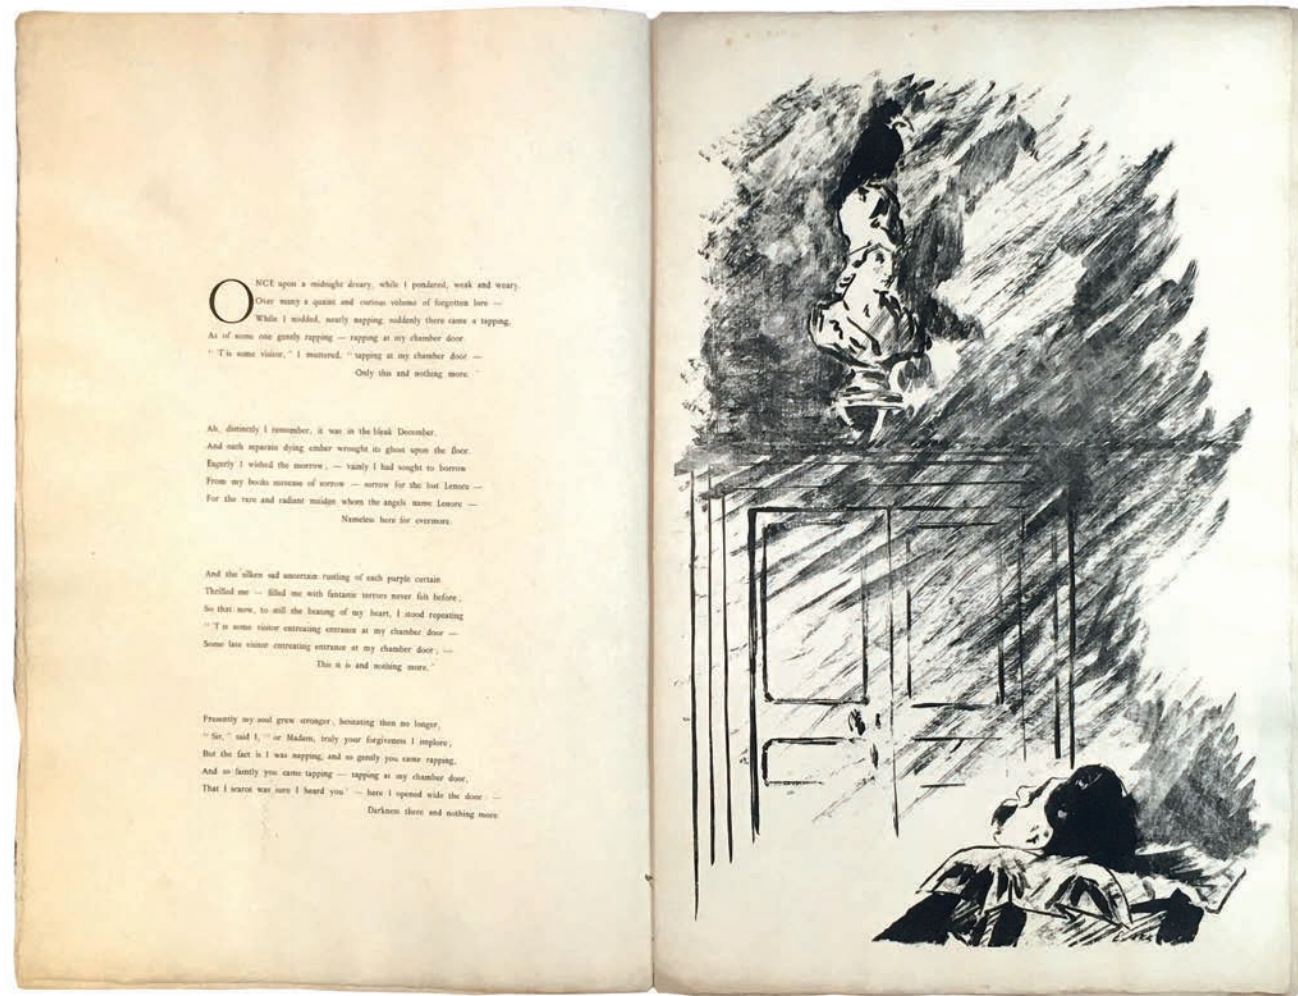 ONCE upon a midnight dreary, while I pondered, weak and weary,
Over many a quaint and curious volume of forgotten lore —
While I nodded, nearly napping, suddenly there came a tapping,
As of some one gently rapping — rapping at my chamber door
" 'T is some visitor, " I muttered, " tapping at my chamber door —
Only this and nothing more. "
Ah, distinctly I remember, it was in the bleak December,
And each separate dying ember wrought its ghost upon the floor.
Eagerly I wished the morrow; — vainly I had sought to borrow
From my books surcease of sorrow — sorrow for the lost Lenore —
For the rare and radiant maiden whom the angels name Lenore —
Nameless here for evermore.
And the silken sad uncertain rustling of each purple curtain
Thrilled me — filled me with fantastic terrors never felt before;
So that now, to still the beating of my heart, I stood repeating
" 'T is some visitor entreating entrance at my chamber door —
Some late visitor entreating entrance at my chamber door; —
This it is and nothing more. "
Presently my soul grew stronger; hesitating then no longer,
" Sir, " said I, " or Madam, truly your forgiveness I implore;
But the fact is I was napping, and so gently you came rapping,
And so faintly you came tapping — tapping at my chamber door,
That I scarce was sure I heard you " — here I opened wide the door: —
Darkness there and nothing more.